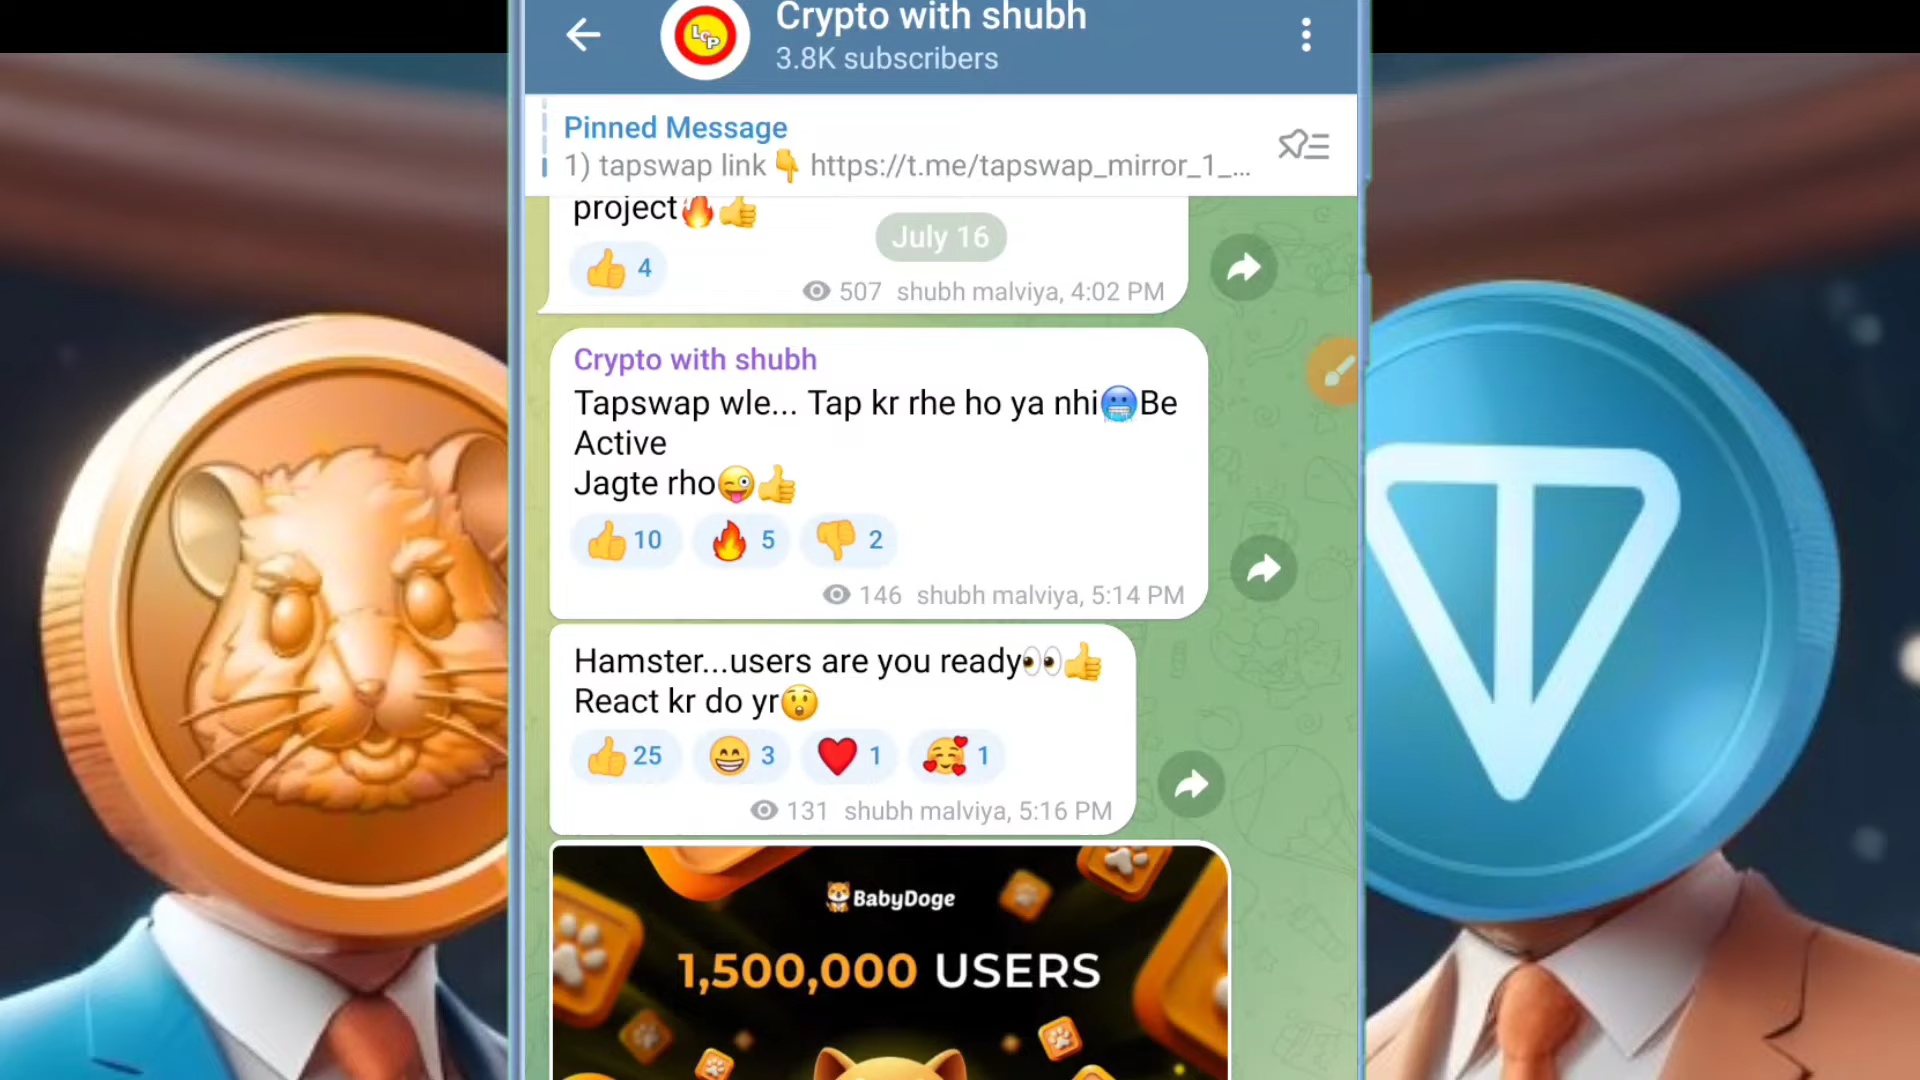 Crypto with shubh
3.8K subscribers
Pinned Message
1) tapswap link👇 https://t.me/tapswap_mirror_1_...
project🔥👍
July 16
👍 4
507 shubh malviya, 4:02 PM
Crypto with shubh
Tapswap wle... Tap kr rhe ho ya nhi🥶Be
Active
Jagte rho😜👍
👍 10 🔥 5 👎 2
146 shubh malviya, 5:14 PM
Hamster...users are you ready👀👍
React kr do yr😲
👍 25 😁 3 ❤️ 1 🥰 1
131 shubh malviya, 5:16 PM
BabyDoge
1,500,000 USERS
LCP